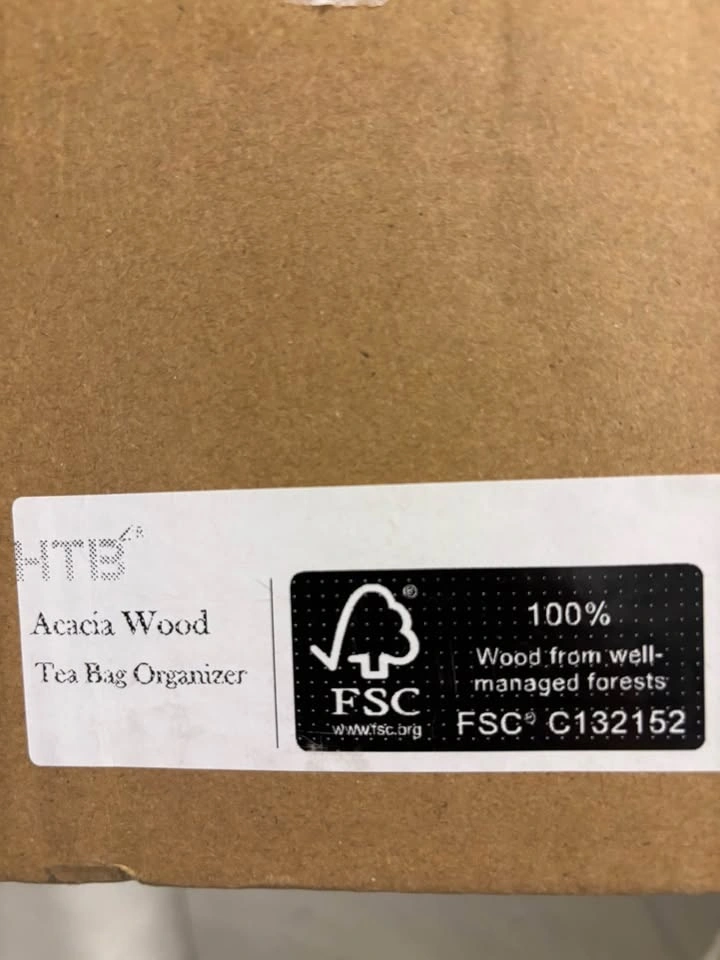 HTB®
Acacia Wood
Tea Bag Organizer
®
FSC
www.fsc.org
100%
Wood from well-
managed forests
FSC® C132152